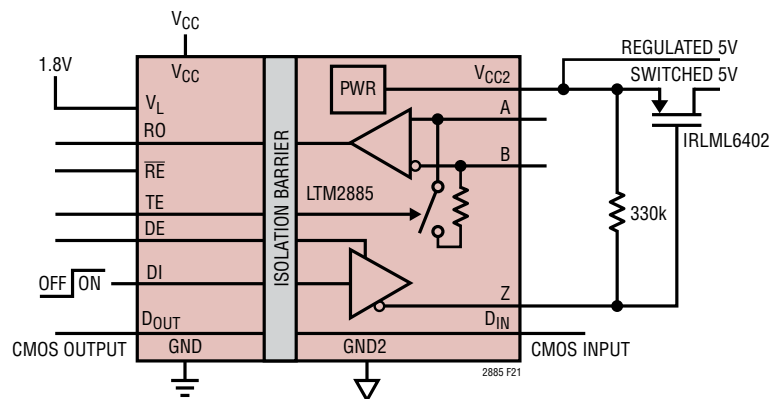 VCC
REGULATED 5V
1.8V
VCC
VCC2
SWITCHED 5V
PWR
VL
A
RO
IRLML6402
B
RE
ISOLATION BARRIER
LTM2885
TE
330k
DE
DI
OFF ON
Z
DOUT
DIN
CMOS OUTPUT
GND
GND2
CMOS INPUT
2885 F21